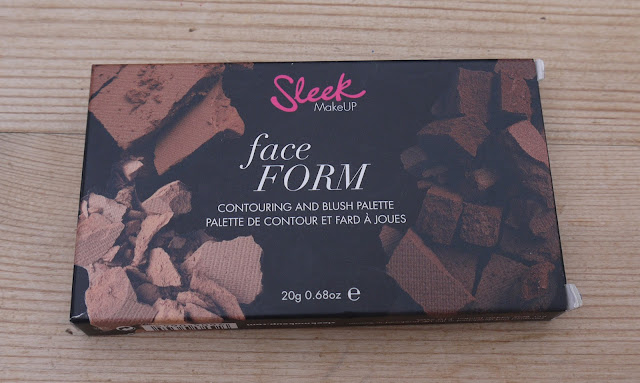 Sleek
MakeUP
face
FORM
CONTOURING AND BLUSH PALETTE
PALETTE DE CONTOUR ET FARD À JOUES
20g 0.68oz ℮